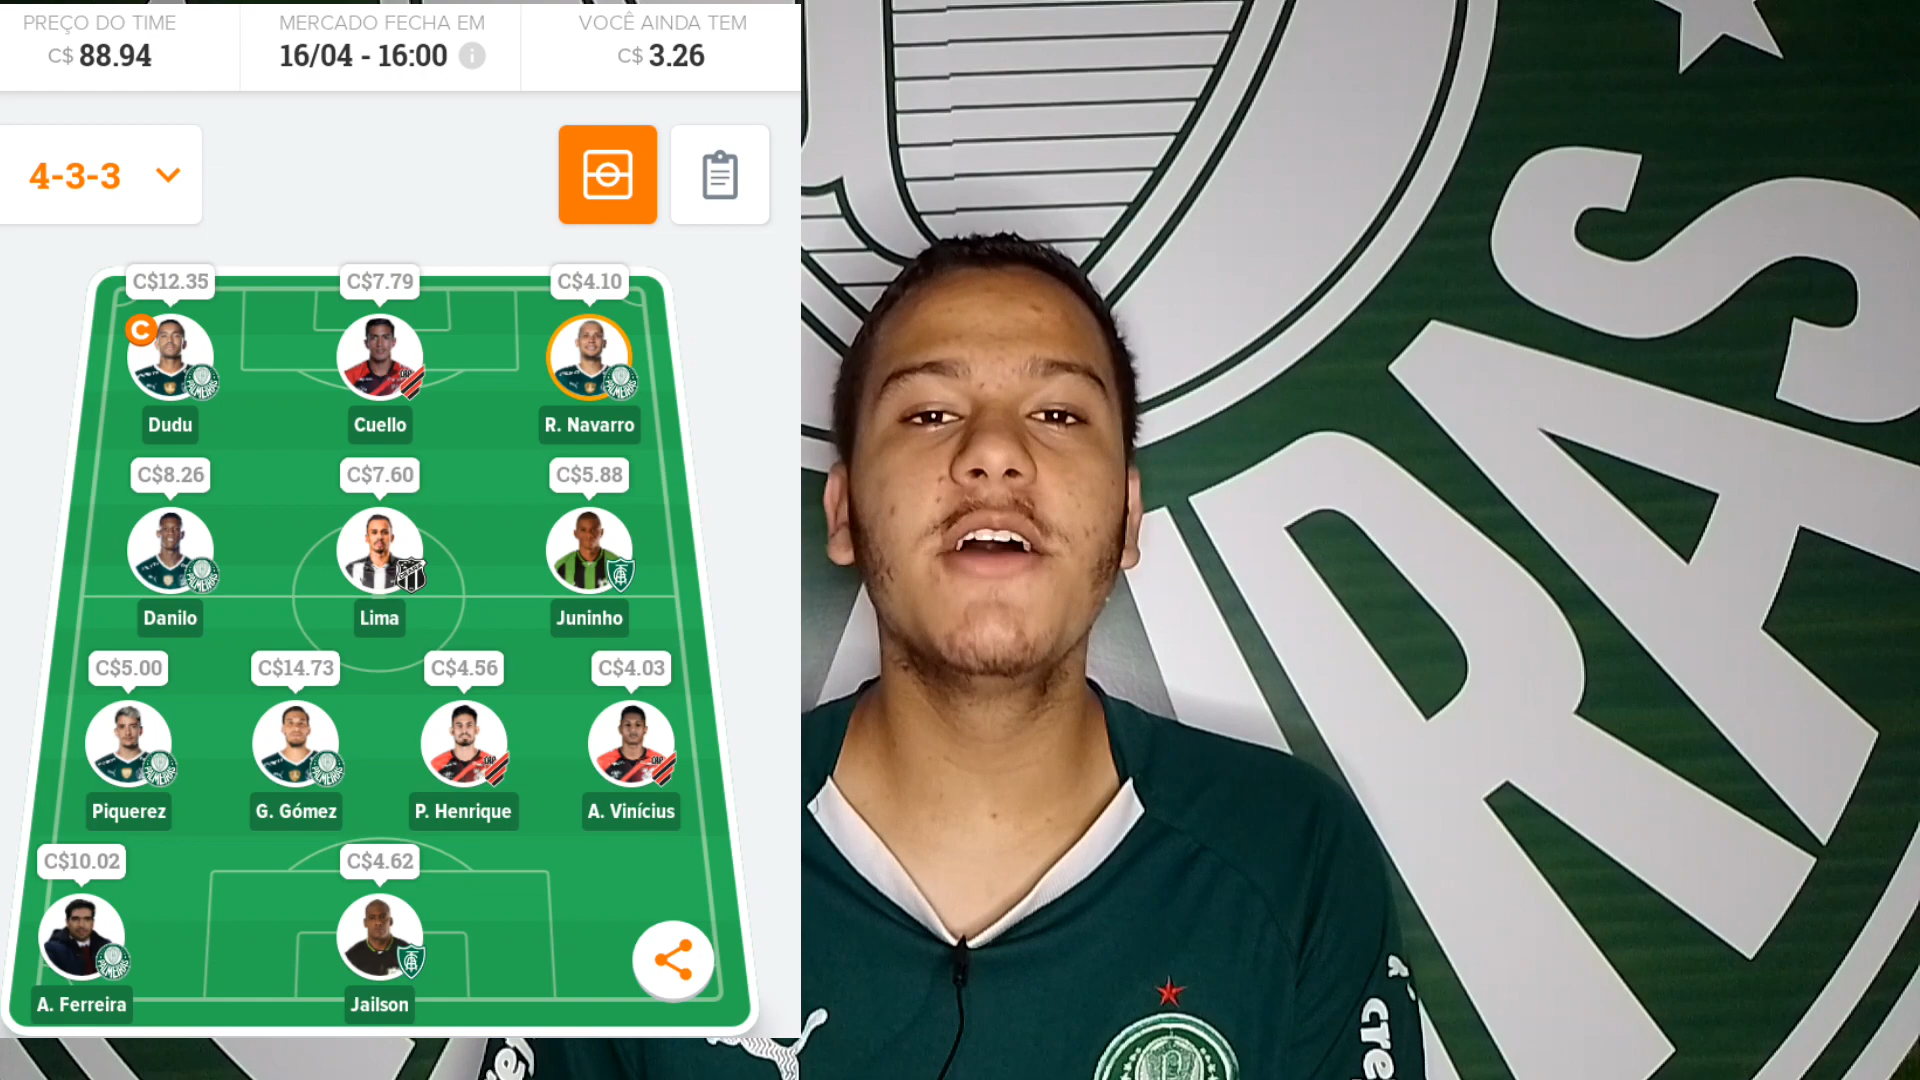 PREÇO DO TIME
C$ 88.94
MERCADO FECHA EM
16/04 - 16:00
VOCÊ AINDA TEM
C$ 3.26
4-3-3
C$12.35
C$7.79
C$4.10
C
Dudu
Cuello
R. Navarro
C$8.26
C$7.60
C$5.88
Danilo
Lima
Juninho
C$5.00
C$14.73
C$4.56
C$4.03
Piquerez
G. Gómez
P. Henrique
A. Vinícius
C$10.02
C$4.62
A. Ferreira
Jailson
RAS
cre